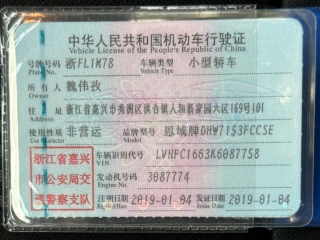 中华人民共和国机动车行驶证
Vehicle License of the People's Republic of China
号牌号码 浙FL1M78 车辆类型 小型轿车
Plate No. Vehicle Type
所有人 魏伟孜
Owner
住址 浙江省嘉兴市秀洲区洪合镇人和蔡家园六区169号101
Address
使用性质 非营运 品牌型号 思域牌DHW7153FCCSE
Use Character Model
浙江省嘉兴市公安局交通警察支队
车辆识别代号 LVHFC1663K6087758
VIN
发动机号码 3087774
Engine No.
注册日期 2019-01-04 发证日期 2019-01-04
Register Date Issue Date